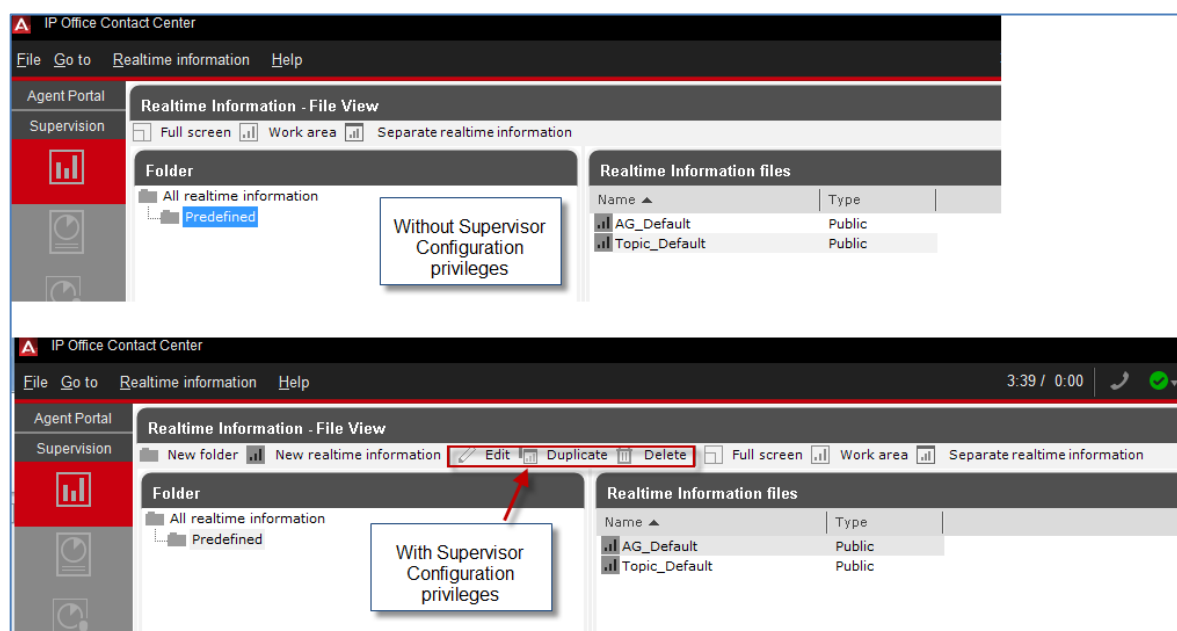 IP Office Contact Center
File Go to Realtime information Help
Agent Portal
Supervision
Realtime Information - File View
Full screen Work area Separate realtime information
Folder
All realtime information
Predefined
Without Supervisor
Configuration
privileges
Realtime Information files
Name Type
AG_Default Public
Topic_Default Public
IP Office Contact Center
File Go to Realtime information Help 3:39 / 0:00
Agent Portal
Supervision
Realtime Information - File View
New folder New realtime information Edit Duplicate Delete Full screen Work area Separate realtime information
Folder
All realtime information
Predefined
With Supervisor
Configuration
privileges
Realtime Information files
Name Type
AG_Default Public
Topic_Default Public